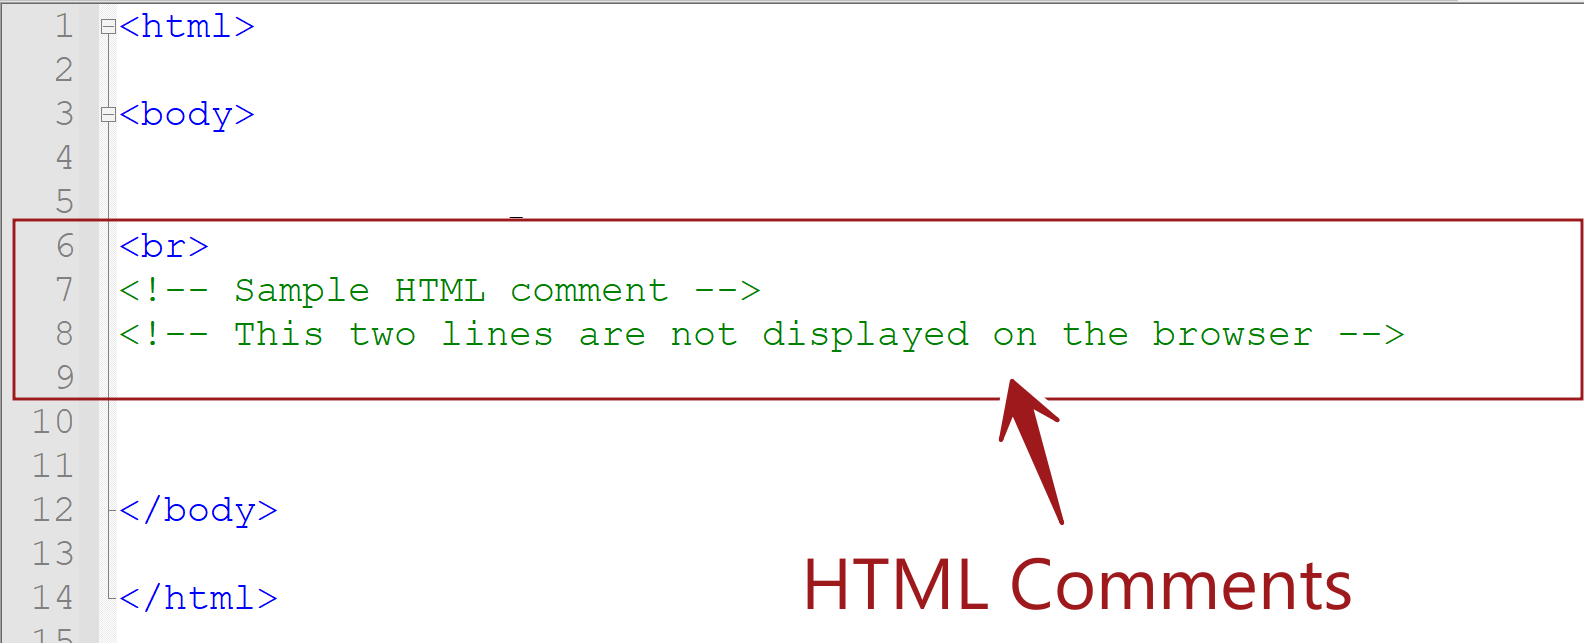 1 <html>
2
3 <body>
4
5
6 <br>
7 <!-- Sample HTML comment -->
8 <!-- This two lines are not displayed on the browser -->
9
10
11
12 </body>
13
14 </html>
15
HTML Comments